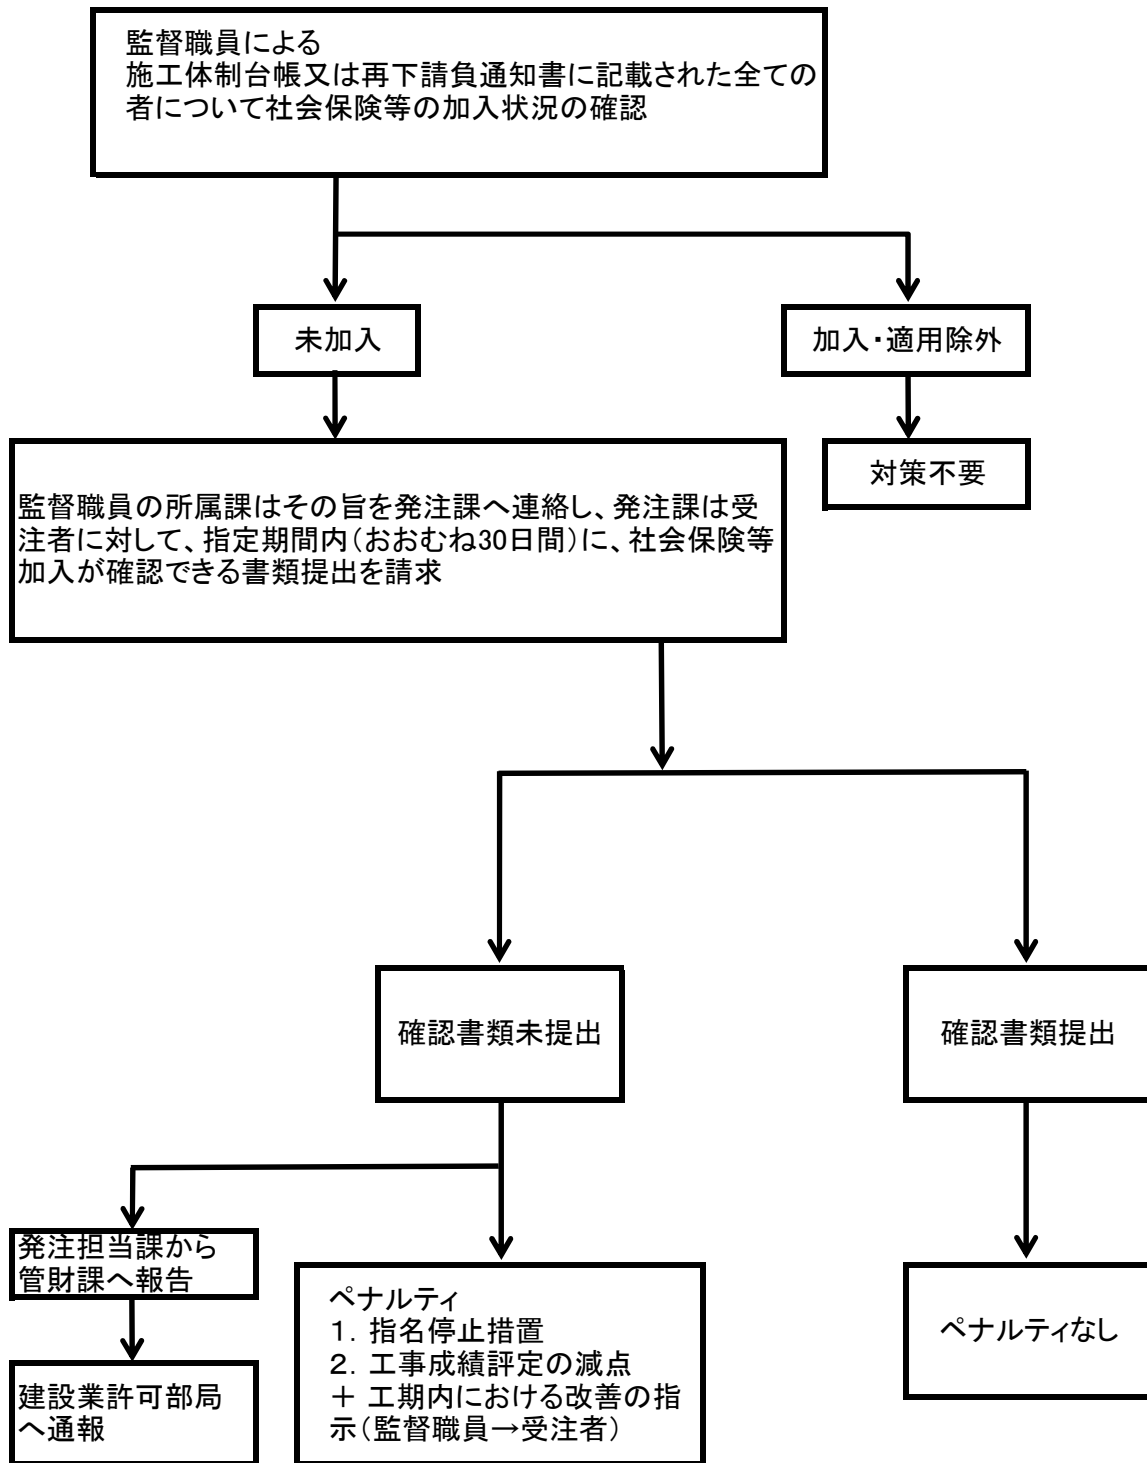 監督職員による
施工体制台帳又は再下請負通知書に記載された全ての
者について社会保険等の加入状況の確認
未加入
加入・適用除外
対策不要
監督職員の所属課はその旨を発注課へ連絡し、発注課は受
注者に対して、指定期間内（おおむね30日間）に、社会保険等
加入が確認できる書類提出を請求
確認書類未提出
確認書類提出
発注担当課から
管財課へ報告
建設業許可部局
へ通報
ペナルティ
１．指名停止措置
２．工事成績評定の減点
＋ 工期内における改善の指
示（監督職員→受注者）
ペナルティなし